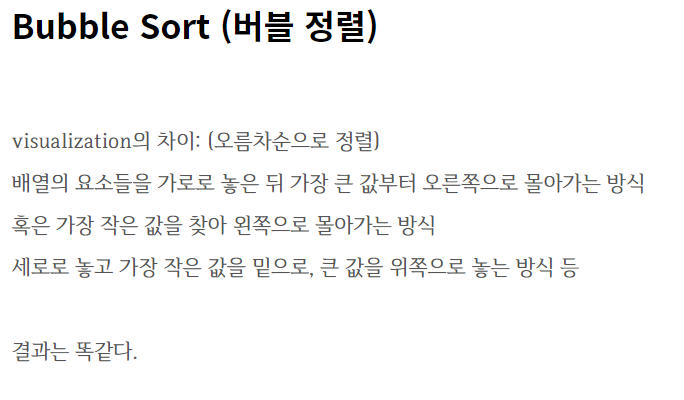 Bubble Sort (버블 정렬)
visualization의 차이: (오름차순으로 정렬)
배열의 요소들을 가로로 놓은 뒤 가장 큰 값부터 오른쪽으로 몰아가는 방식
혹은 가장 작은 값을 찾아 왼쪽으로 몰아가는 방식
세로로 놓고 가장 작은 값을 밑으로, 큰 값을 위쪽으로 놓는 방식 등
결과는 똑같다.